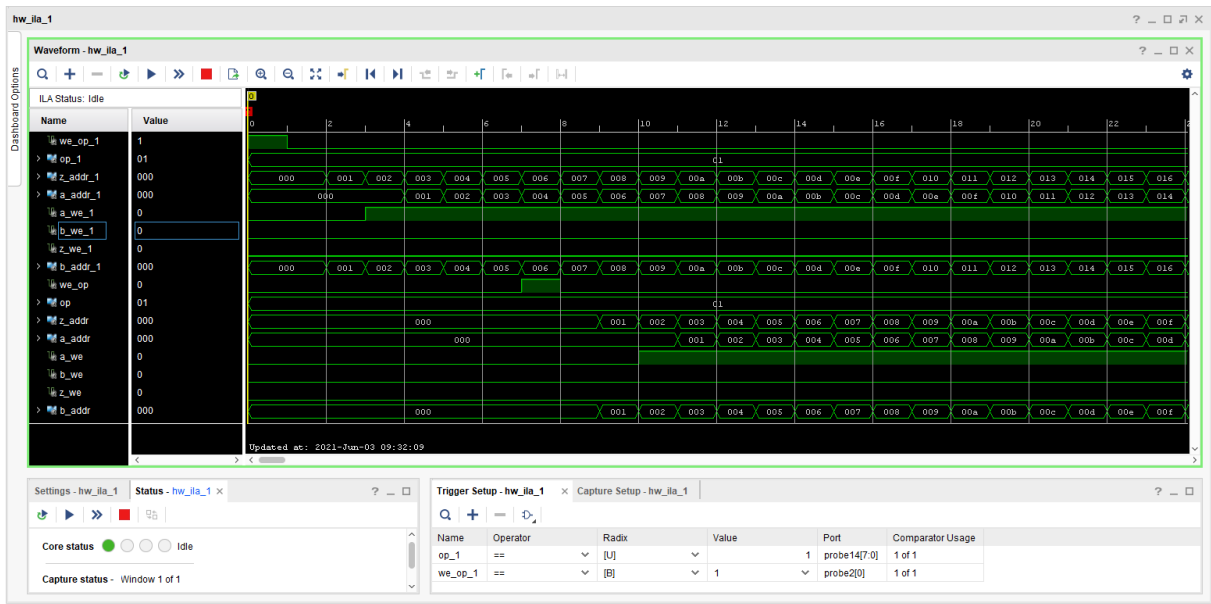 hw_ila_1
Dashboard Options
Waveform - hw_ila_1
ILA Status: Idle
Name Value
0
0 2 4 6 8 10 12 14 16 18 20 22
we_op_1 1
op_1 01 01
z_addr_1 000 000 001 002 003 004 005 006 007 008 009 00a 00b 00c 00d 00e 00f 010 011 012 013 014 015 016
a_addr_1 000 000 001 002 003 004 005 006 007 008 009 00a 00b 00c 00d 00e 00f 010 011 012 013 014
a_we_1 0
b_we_1 0
z_we_1 0
b_addr_1 000 000 001 002 003 004 005 006 007 008 009 00a 00b 00c 00d 00e 00f 010 011 012 013 014 015 016
we_op 0
op 01 01
z_addr 000 000 001 002 003 004 005 006 007 008 009 00a 00b 00c 00d 00e 00f
a_addr 000 000 001 002 003 004 005 006 007 008 009 00a 00b 00c 00d
a_we 0
b_we 0
z_we 0
b_addr 000 000 001 002 003 004 005 006 007 008 009 00a 00b 00c 00d 00e 00f
Updated at: 2021-Jun-03 09:32:09
Settings - hw_ila_1 Status - hw_ila_1
Core status Idle
Capture status - Window 1 of 1
Trigger Setup - hw_ila_1 Capture Setup - hw_ila_1
Name Operator Radix Value Port Comparator Usage
op_1 == [U] 1 probe14[7:0] 1 of 1
we_op_1 == [B] 1 probe2[0] 1 of 1